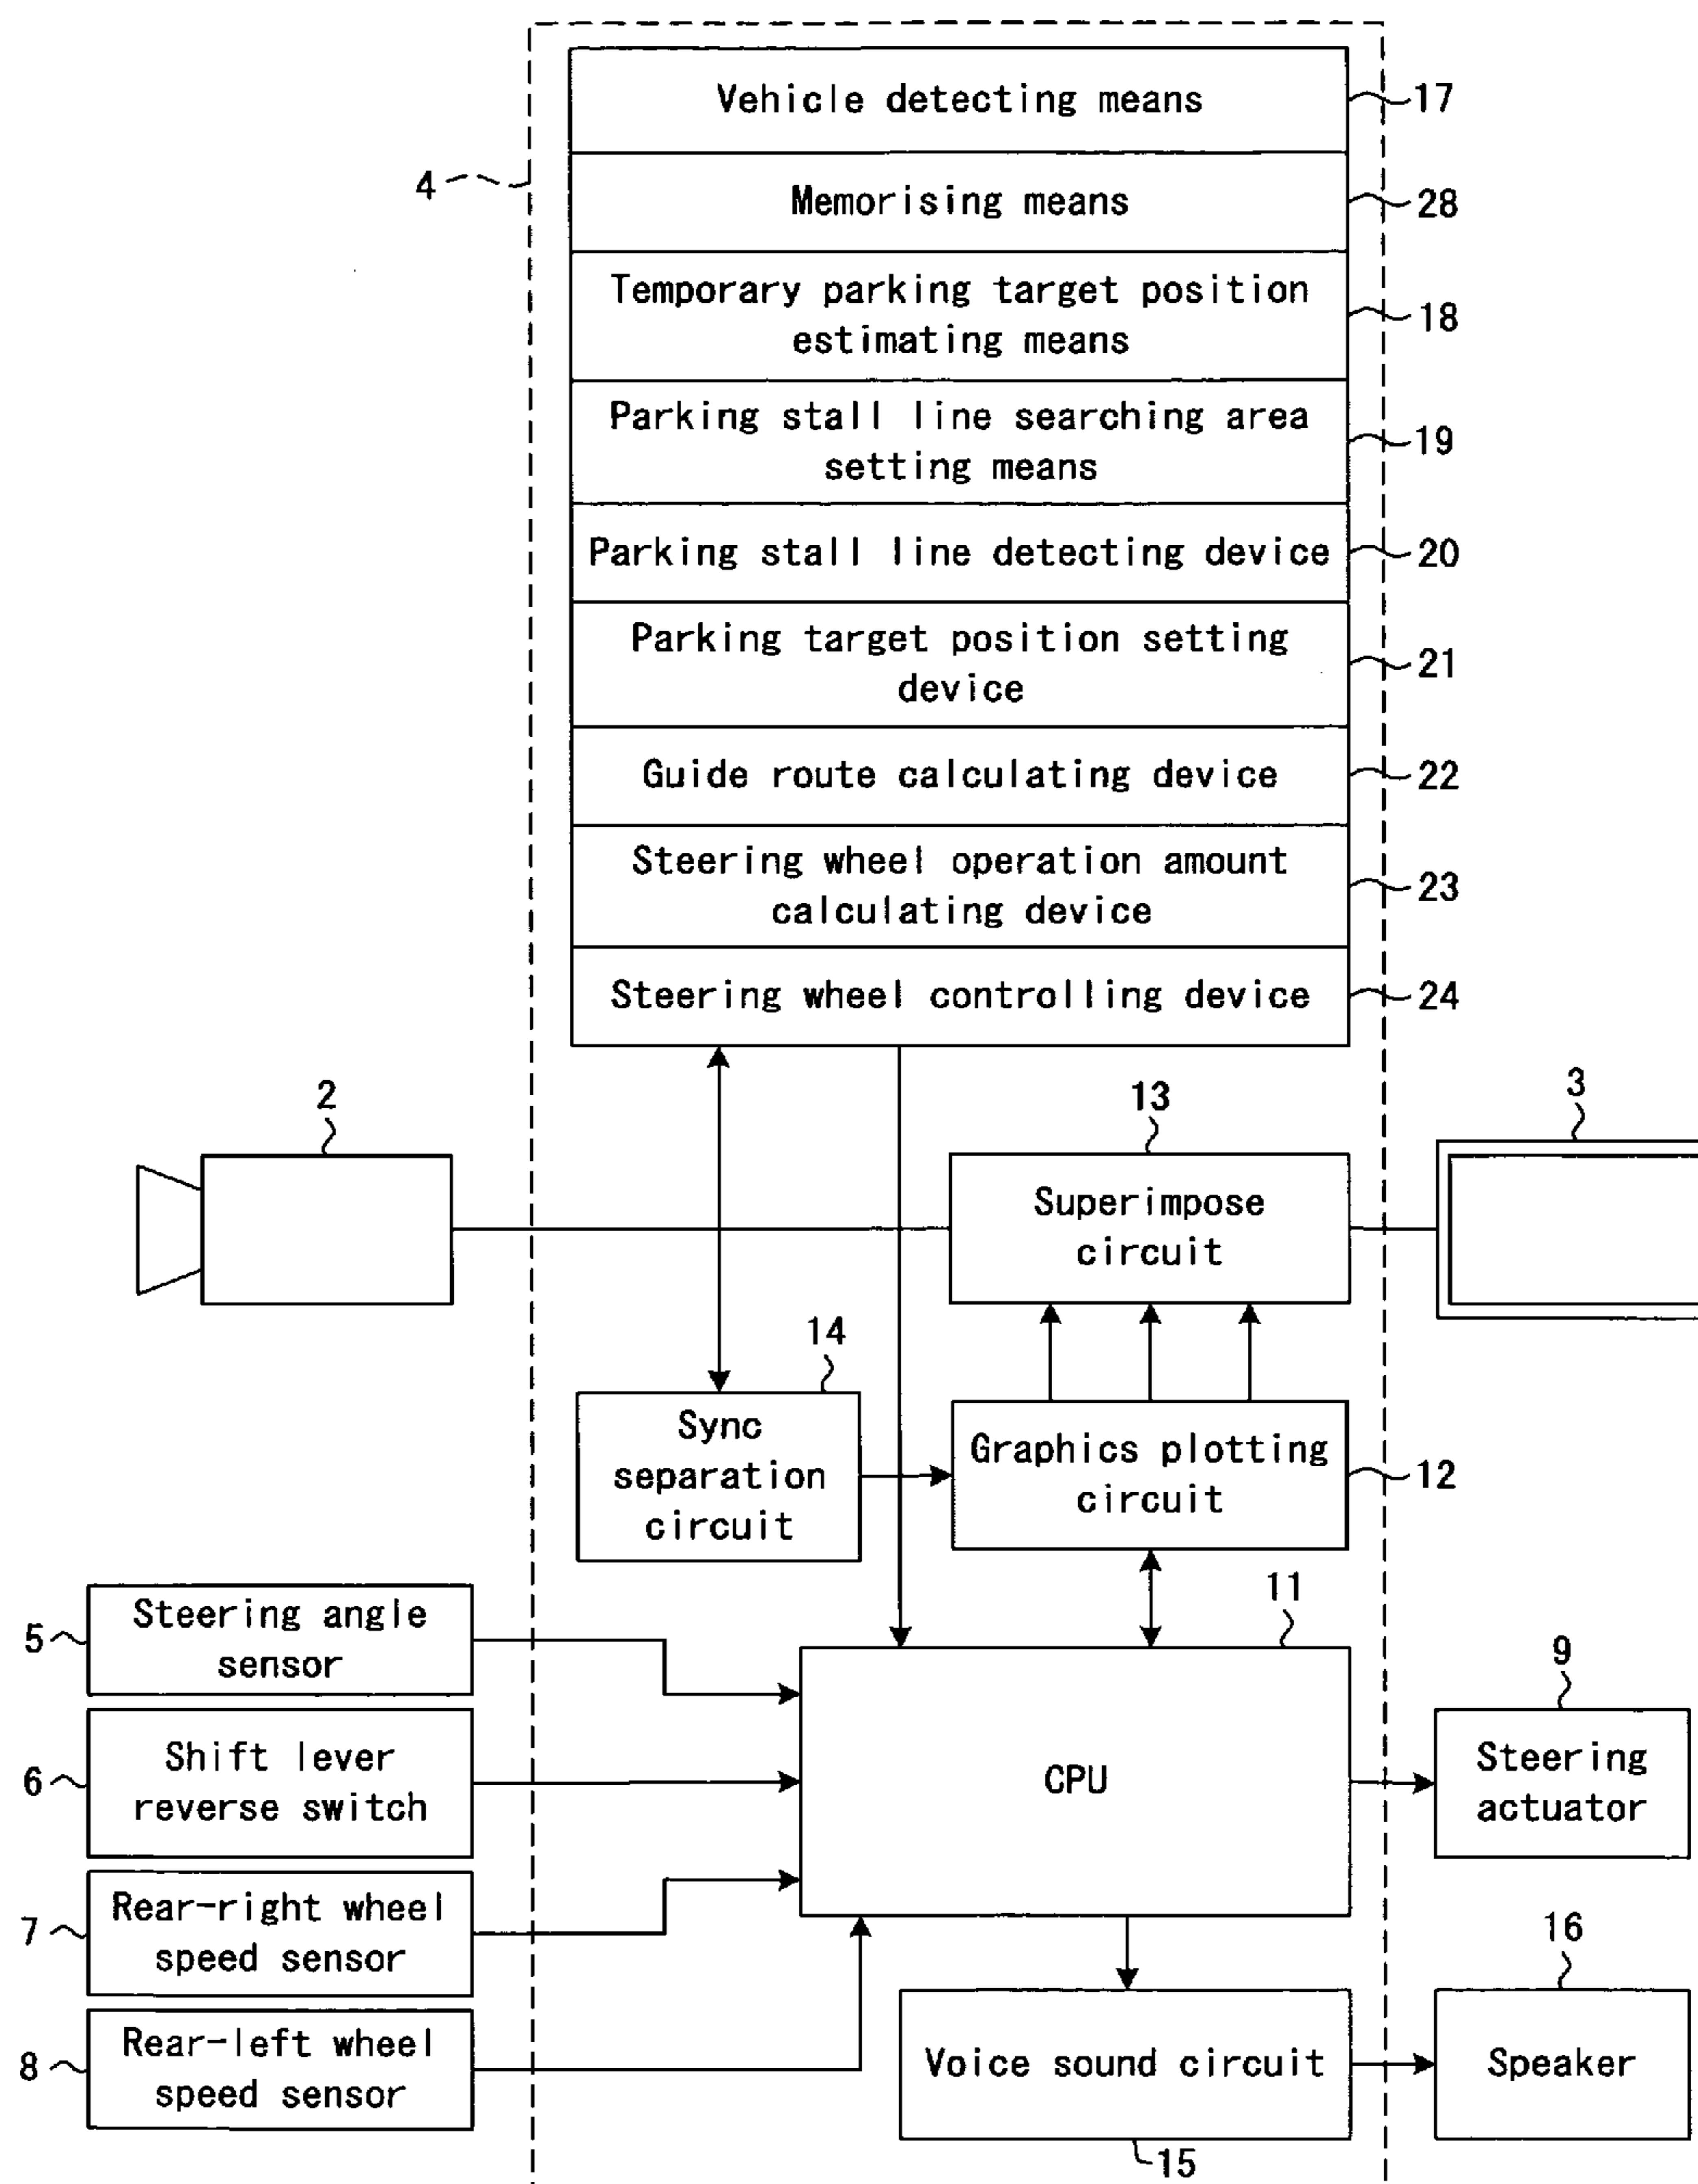 Vehicle detecting means
17
4
Memorising means
28
Temporary parking target position
estimating means
18
Parking stall line searching area
setting means
19
Parking stall line detecting device
20
Parking target position setting
device
21
Guide route calculating device
22
Steering wheel operation amount
calculating device
23
Steering wheel controlling device
24
2
13
3
Superimpose
circuit
14
Sync
separation
circuit
Graphics plotting
circuit
12
11
5
Steering angle
sensor
9
6
Shift lever
reverse switch
CPU
Steering
actuator
7
Rear-right wheel
speed sensor
16
8
Rear-left wheel
speed sensor
Voice sound circuit
Speaker
15